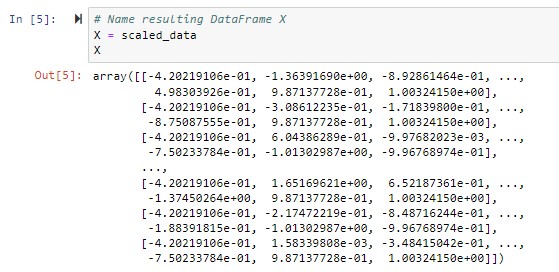 In [5]: # Name resulting DataFrame X
X = scaled_data
X
Out[5]: array([[-4.20219106e-01, -1.36391690e+00, -8.92861464e-01, ...,
4.98303926e-01, 9.87137728e-01, 1.00324150e+00],
[-4.20219106e-01, -3.08612235e-01, -1.71839800e-01, ...,
-8.75087555e-01, 9.87137728e-01, 1.00324150e+00],
[-4.20219106e-01, 6.04386289e-01, -9.97682023e-03, ...,
-7.50233784e-01, -1.01302987e+00, -9.96768974e-01],
...,
[-4.20219106e-01, 1.65169621e+00, 6.52187361e-01, ...,
-1.37450264e+00, 9.87137728e-01, 1.00324150e+00],
[-4.20219106e-01, -2.17472219e-01, -8.48716244e-01, ...,
-1.88391815e-01, -1.01302987e+00, -9.96768974e-01],
[-4.20219106e-01, 1.58339808e-03, -3.48415042e-01, ...,
-7.50233784e-01, 9.87137728e-01, 1.00324150e+00]])